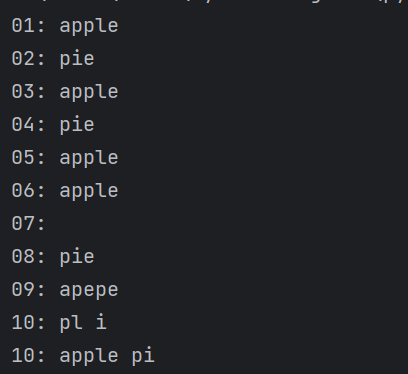 01: apple
02: pie
03: apple
04: pie
05: apple
06: apple
07:
08: pie
09: apepe
10: pl i
10: apple pi